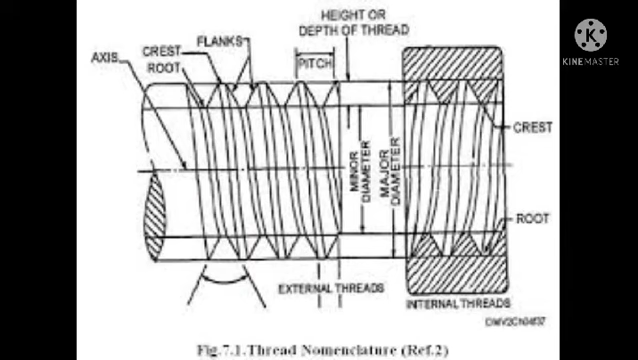 HEIGHT OR
DEPTH OF THREAD
KINEMASTER
FLANKS
CREST
AXIS
ROOT
PITCH
CREST
MINOR
DIAMETER
MAJOR
DIAMETER
ROOT
EXTERNAL THREADS
INTERNAL THREADS
Fig.7.1.Thread Nomenclature (Ref.2)